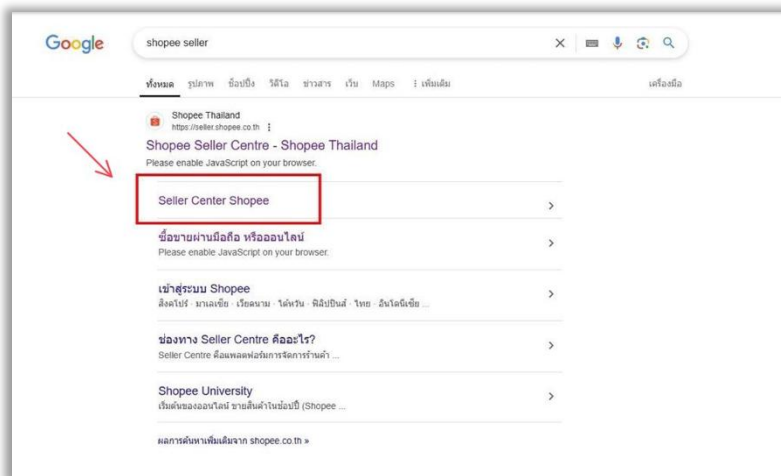 Google
shopee seller
ทั้งหมด รูปภาพ ช็อปปิ้ง วิดีโอ ข่าวสาร เว็บ Maps เพิ่มเติม เครื่องมือ
Shopee Thailand
https://seller.shopee.co.th
Shopee Seller Centre - Shopee Thailand
Please enable JavaScript on your browser.
Seller Center Shopee
ซื้อขายผ่านมือถือ หรือออนไลน์
Please enable JavaScript on your browser.
เข้าสู่ระบบ Shopee
สิงคโปร์ · มาเลเซีย · เวียดนาม · ไต้หวัน · ฟิลิปปินส์ · ไทย · อินโดนีเซีย ...
ช่องทาง Seller Centre คืออะไร?
Seller Centre คือแพลตฟอร์มการจัดการร้านค้า ...
Shopee University
เริ่มต้นของออนไลน์ ขายสินค้าในช้อปปี้ (Shopee ...
ผลการค้นหาเพิ่มเติมจาก shopee.co.th »